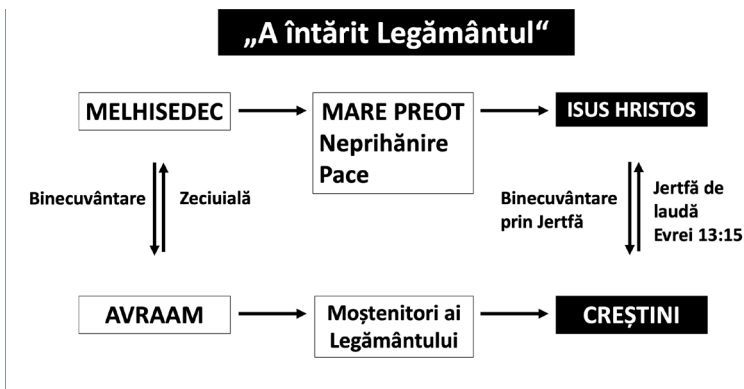 „A întărit Legământul“
MELHISEDEC
MARE PREOT
Neprihănire
Pace
ISUS HRISTOS
Binecuvântare
Zeciuială
Binecuvântare
prin Jertfă
Jertfă de
laudă
Evrei 13:15
AVRAAM
Moștenitori ai
Legământului
CREȘTINI